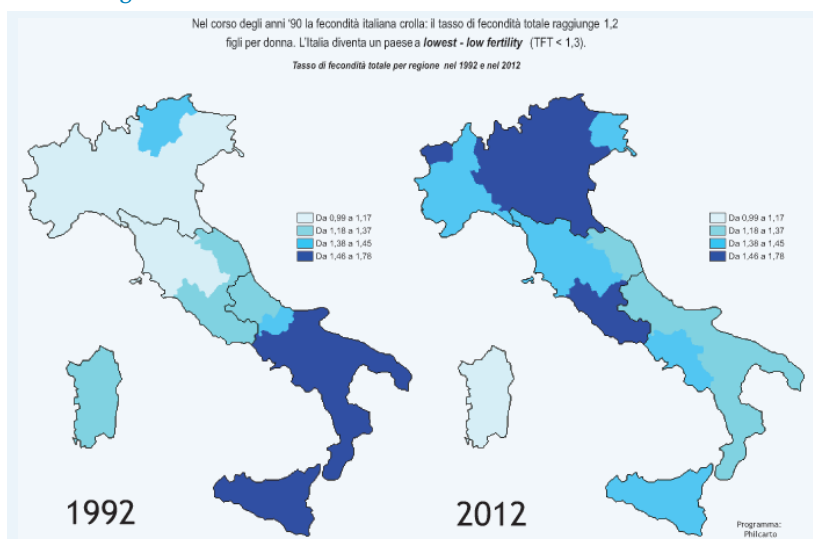 Nel corso degli anni '90 la fecondità italiana crolla: il tasso di fecondità totale raggiunge 1,2
figli per donna. L'Italia diventa un paese a lowest - low fertility (TFT < 1,3).
Tasso di fecondità totale per regione nel 1992 e nel 2012
Da 0,99 a 1,17
Da 1,18 a 1,37
Da 1,38 a 1,45
Da 1,46 a 1,78
Da 0,99 a 1,17
Da 1,18 a 1,37
Da 1,38 a 1,45
Da 1,46 a 1,78
1992
2012
Programma:
Philcarto